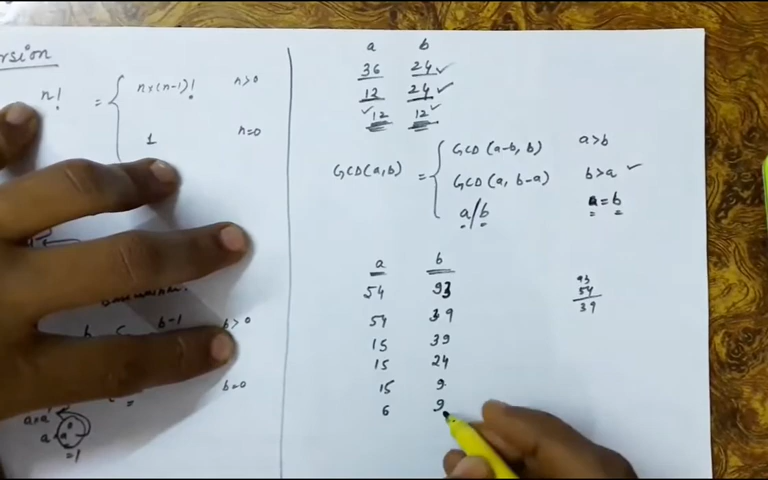 rsion
n! = { n×(n-1)! n>0
1 n=0
b-1 b>0
b=0
=
a×a'
a
=1
a b
36 24 ✓
12 24 ✓
✓12 12 ✓
GCD(a,b) = { GCD(a-b, b) a>b
GCD(a, b-a) b>a ✓
a/b a=b
a b
54 93
54 39
15 39
15 24
15 9
6 9
93
54
39